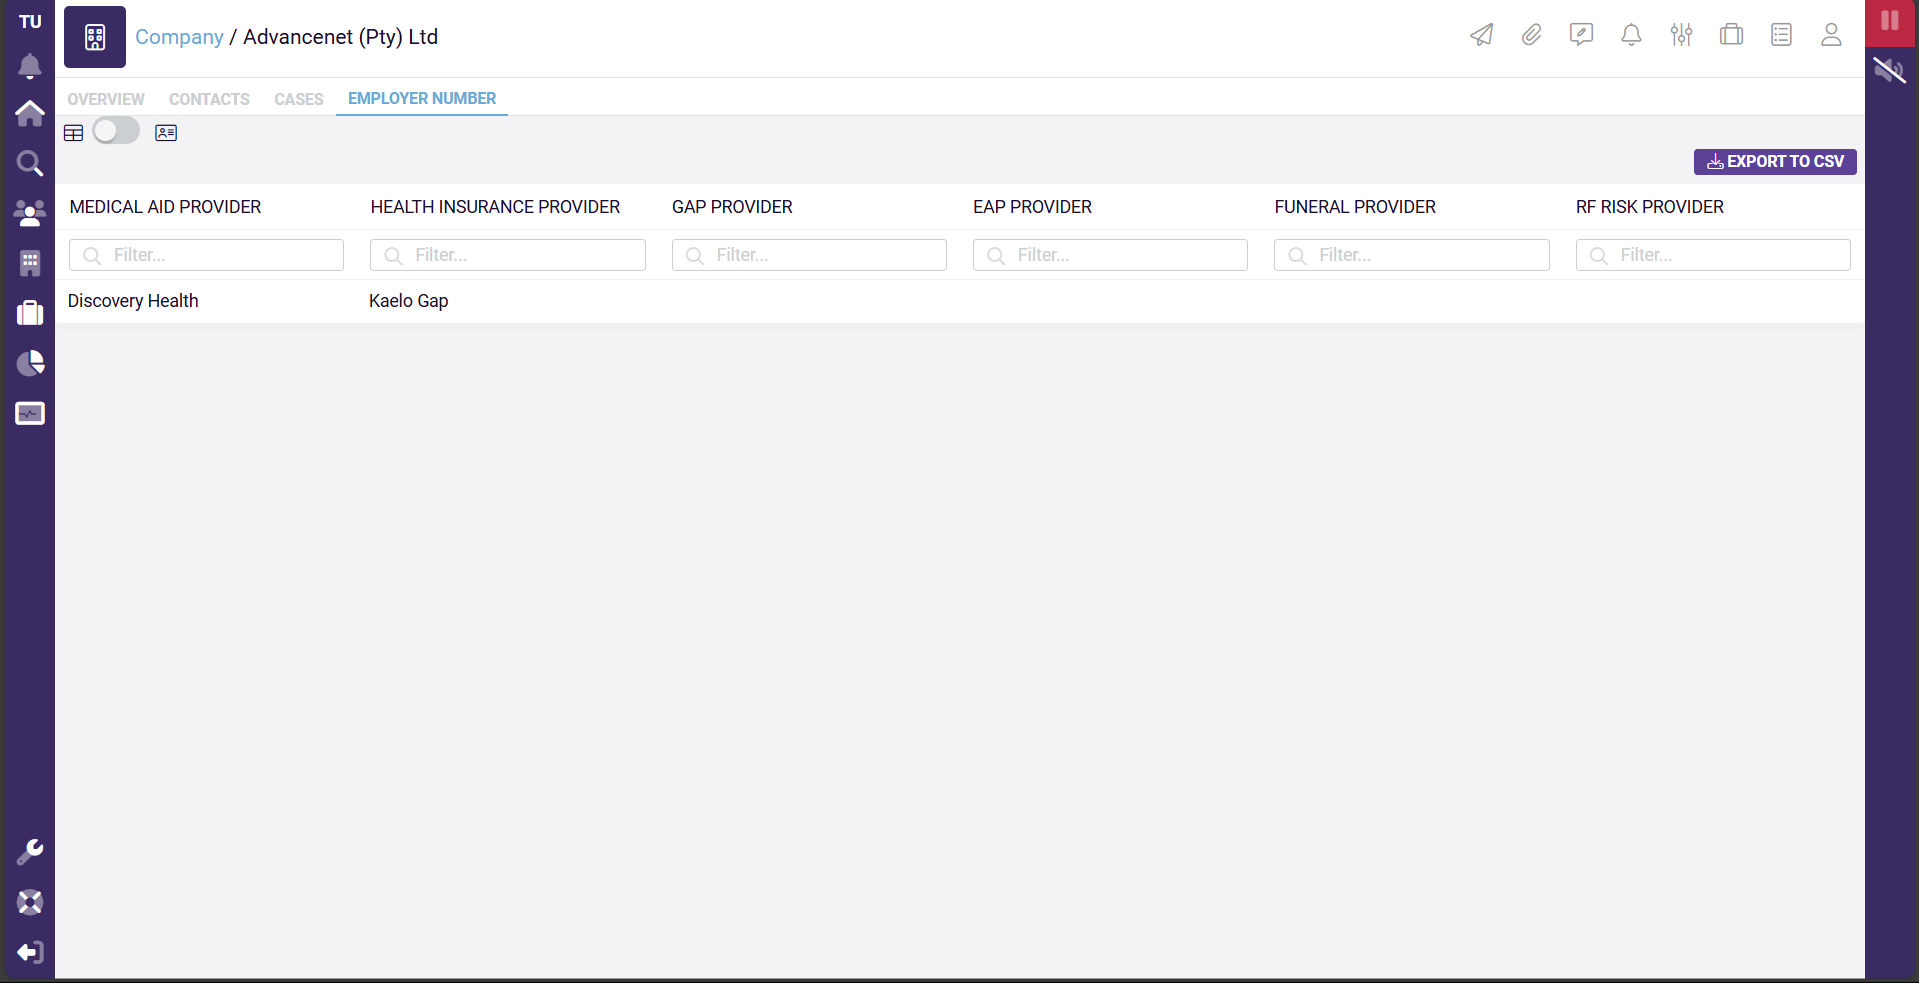 TU
Company / Advancenet (Pty) Ltd
OVERVIEW CONTACTS CASES EMPLOYER NUMBER
EXPORT TO CSV
MEDICAL AID PROVIDER HEALTH INSURANCE PROVIDER GAP PROVIDER EAP PROVIDER FUNERAL PROVIDER RF RISK PROVIDER
Filter... Filter... Filter... Filter... Filter... Filter...
Discovery Health Kaelo Gap